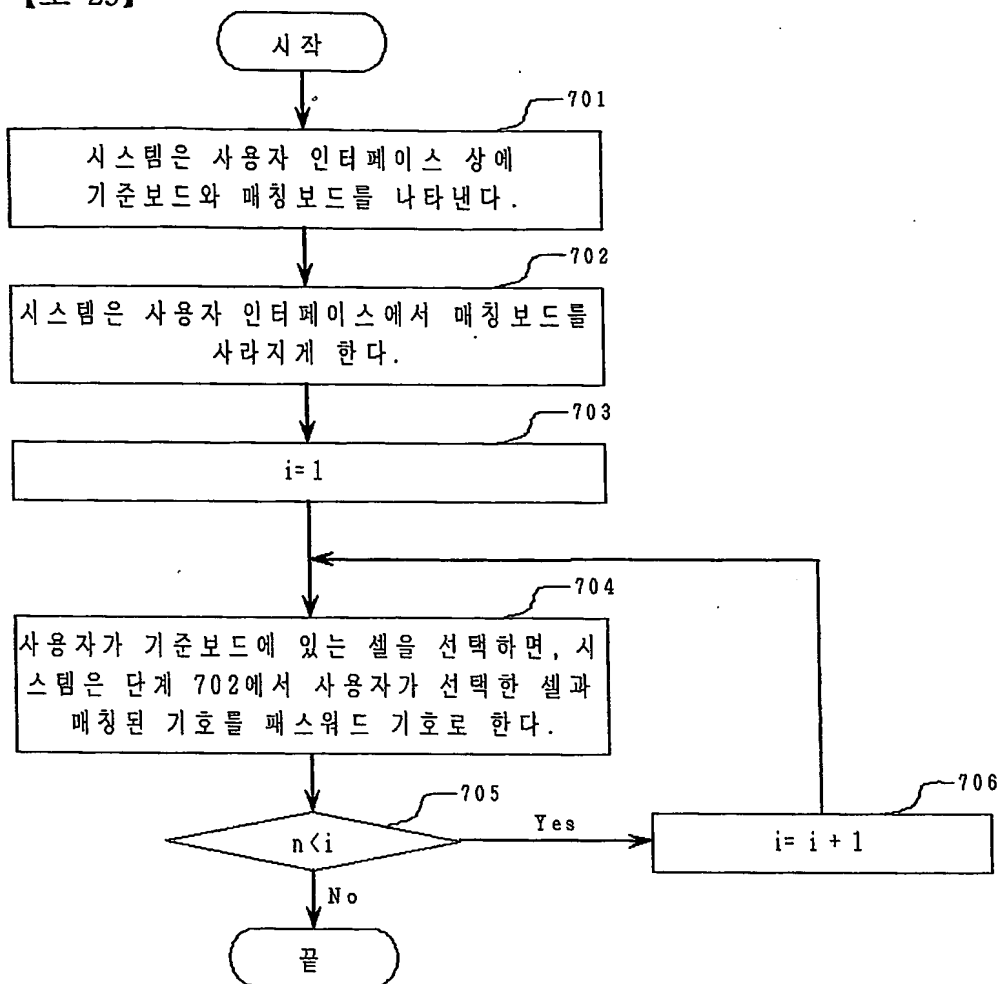 시작
701
시스템은 사용자 인터페이스 상에
기준보드와 매칭보드를 나타낸다.
702
시스템은 사용자 인터페이스에서 매칭보드를
사라지게 한다.
703
i=1
704
사용자가 기준보드에 있는 셀을 선택하면, 시
스템은 단계 702에서 사용자가 선택한 셀과
매칭된 기호를 패스워드 기호로 한다.
705
n<i
Yes
706
i= i + 1
No
끝